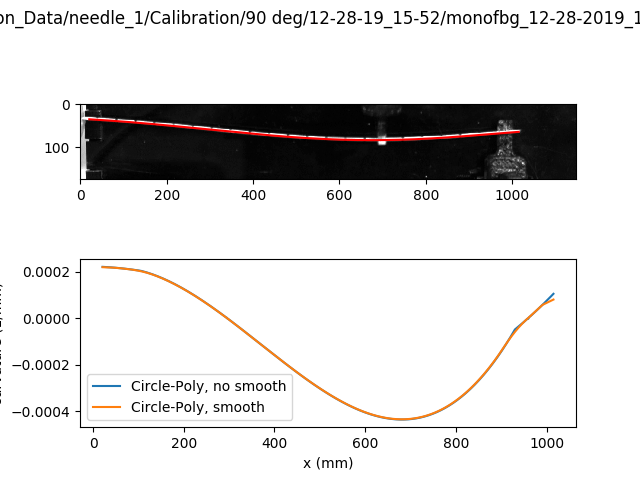 on_Data/needle_1/Calibration/90 deg/12-28-19_15-52/monofbg_12-28-2019_1
0
100
0 200 400 600 800 1000
0.0002
0.0000
−0.0002
−0.0004
Circle-Poly, no smooth
Circle-Poly, smooth
0 200 400 600 800 1000
x (mm)